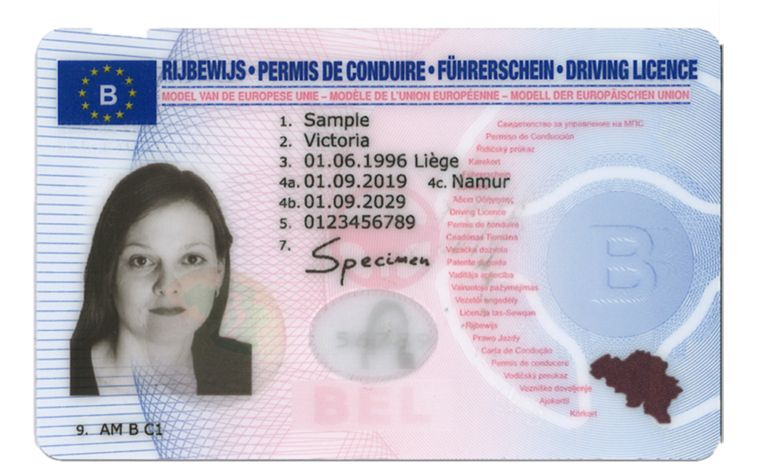 B
RIJBEWIJS • PERMIS DE CONDUIRE • FÜHRERSCHEIN • DRIVING LICENCE
MODEL VAN DE EUROPESE UNIE – MODÈLE DE L'UNION EUROPÉENNE – MODELL DER EUROPÄISCHEN UNION
1. Sample
2. Victoria
3. 01.06.1996 Liège
4a. 01.09.2019 4c. Namur
4b. 01.09.2029
5. 0123456789
7. Specimen
Свидетелство за управление на МПС
Permiso de Conducción
Řidičský průkaz
Kørekort
Führerschein
Άδεια Οδήγησης
Driving Licence
Permis de conduire
Ceadúnas Tiomána
Vozačka dozvola
Patente di guida
Vadītāja apliecība
Vairuotojo pažymėjimas
Vezetői engedély
Liċenzja tas-Sewqan
Rijbewijs
Prawo Jazdy
Carta de Condução
Permis de conducere
Vodičský preukaz
Vozniško dovoljenje
Ajokortti
Körkort
B
BEL
9. AM B C1